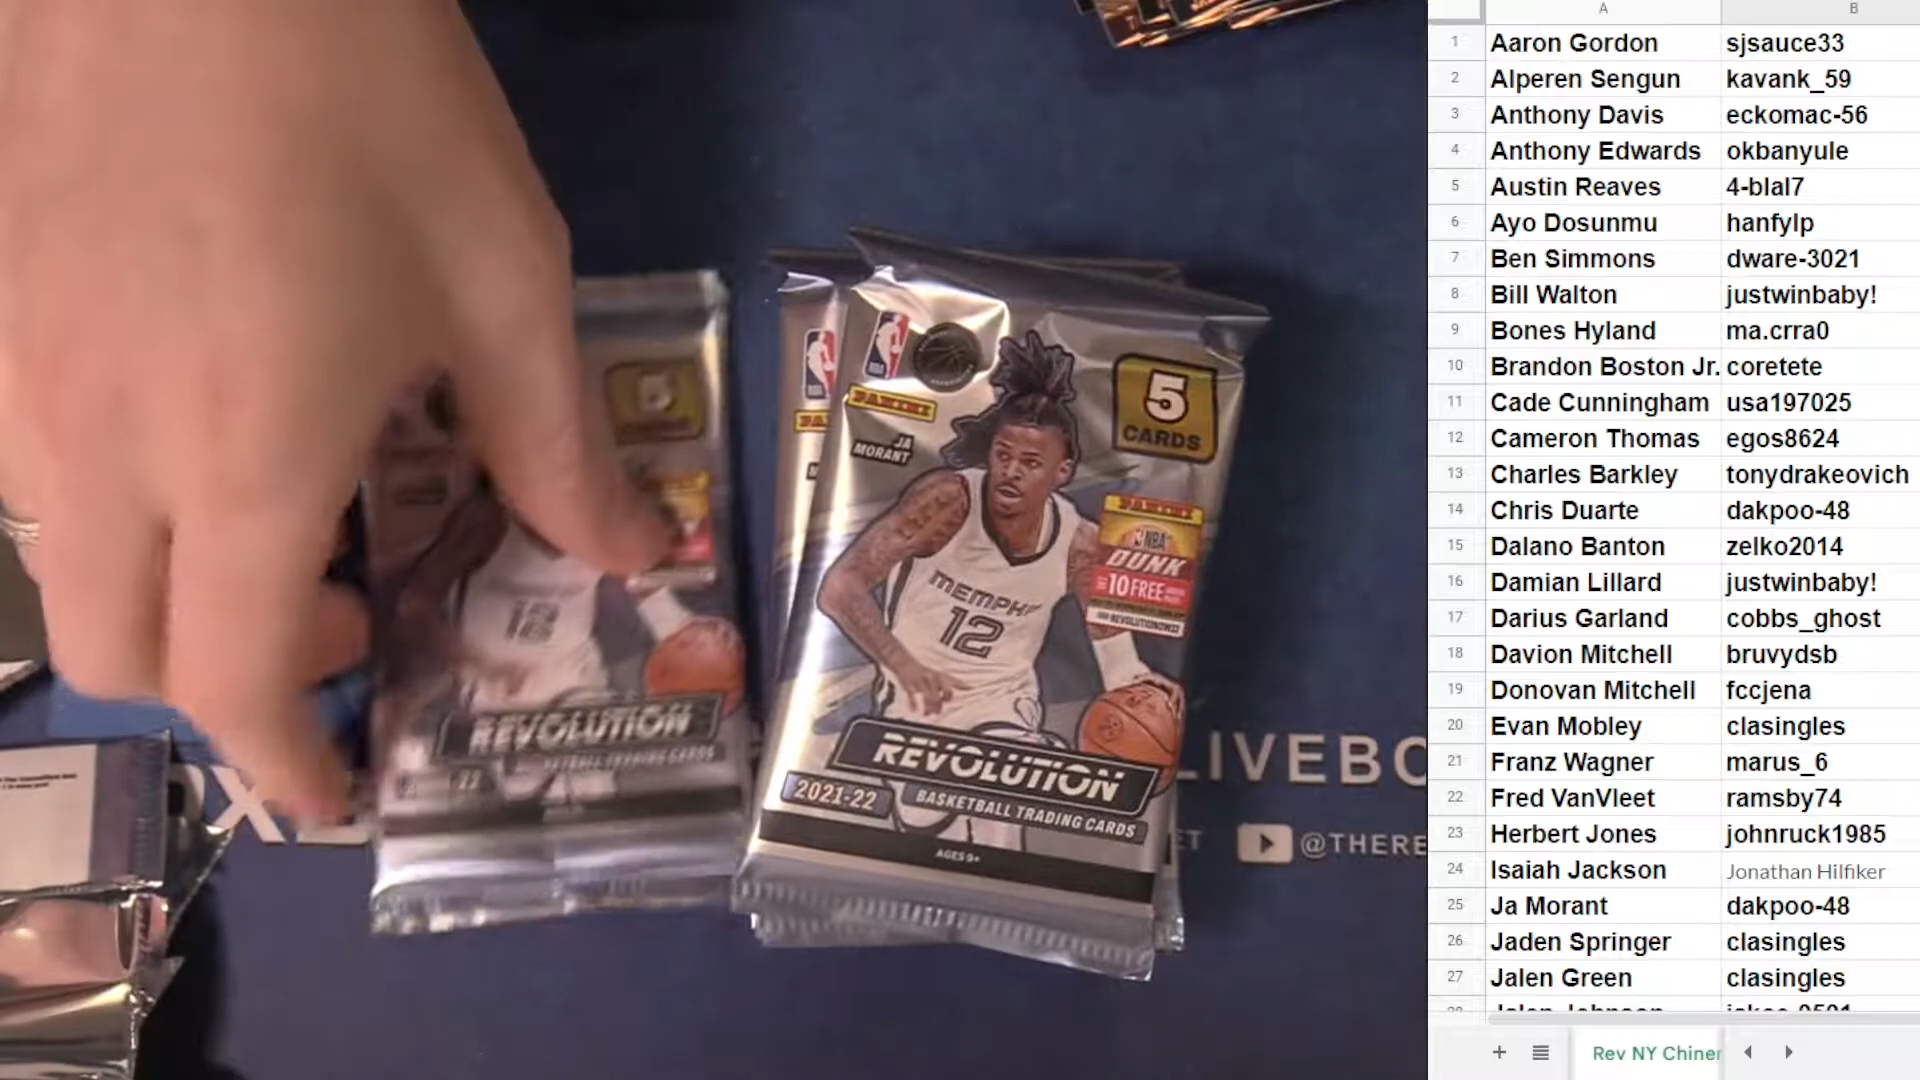 5
CARDS
PANINI
JA
MORANT
PANINI
NBA
DUNK
10 FREE
MEMPHI
12
REVOLUTION
2021-22
BASKETBALL TRADING CARDS
AGES 9+
REVOLUTION
LIVEBO
@THERE
A B
1 Aaron Gordon sjsauce33
2 Alperen Sengun kavank_59
3 Anthony Davis eckomac-56
4 Anthony Edwards okbanyule
5 Austin Reaves 4-blal7
6 Ayo Dosunmu hanfylp
7 Ben Simmons dware-3021
8 Bill Walton justwinbaby!
9 Bones Hyland ma.crra0
10 Brandon Boston Jr. coretete
11 Cade Cunningham usa197025
12 Cameron Thomas egos8624
13 Charles Barkley tonydrakeovich
14 Chris Duarte dakpoo-48
15 Dalano Banton zelko2014
16 Damian Lillard justwinbaby!
17 Darius Garland cobbs_ghost
18 Davion Mitchell bruvydsb
19 Donovan Mitchell fccjena
20 Evan Mobley clasingles
21 Franz Wagner marus_6
22 Fred VanVleet ramsby74
23 Herbert Jones johnruck1985
24 Isaiah Jackson Jonathan Hilfiker
25 Ja Morant dakpoo-48
26 Jaden Springer clasingles
27 Jalen Green clasingles
Rev NY Chiner